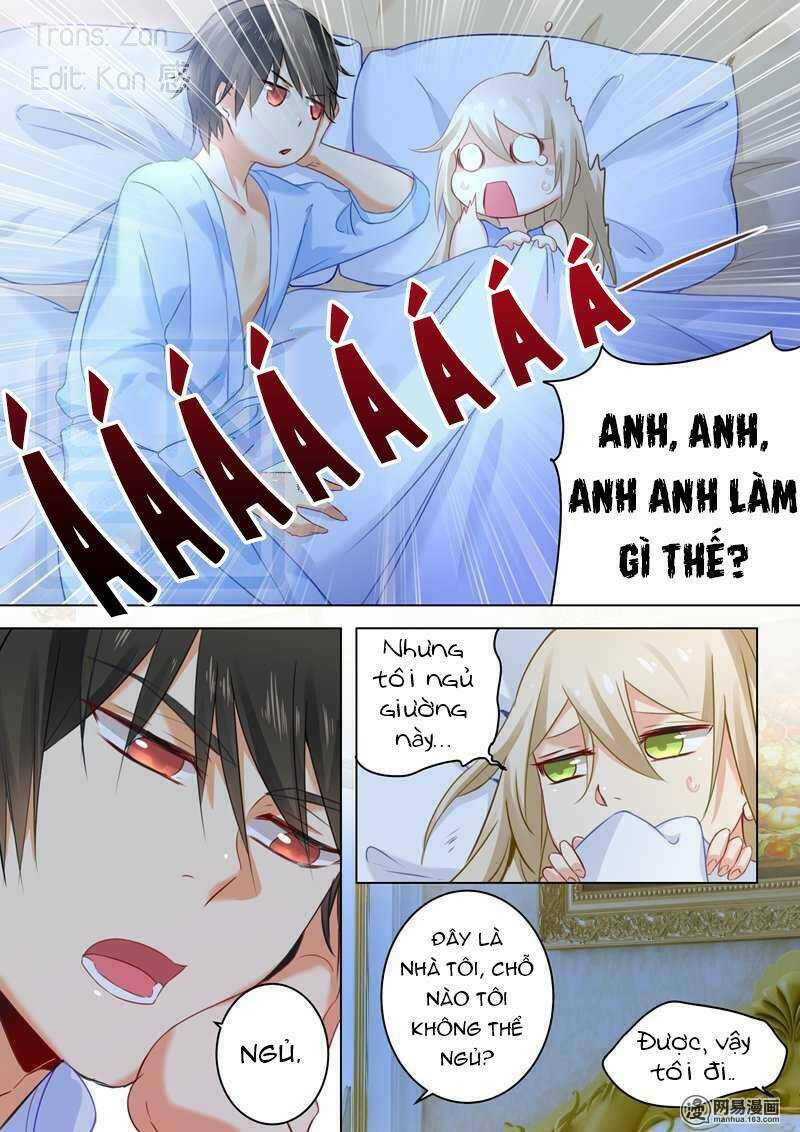 Trans: Zan
Edit: Kan 感
ÁÁÁÁÁÁÁÁÁ
ANH, ANH,
ANH ANH LÀM
GÌ THẾ?
Nhưng
tôi ngủ
giường
này...
NGỦ.
ĐÂY LÀ
NHÀ TÔI, CHỖ
NÀO TÔI
KHÔNG THỂ
NGỦ?
Được, vậy
tôi đi..
网易漫画
manhua.163.com